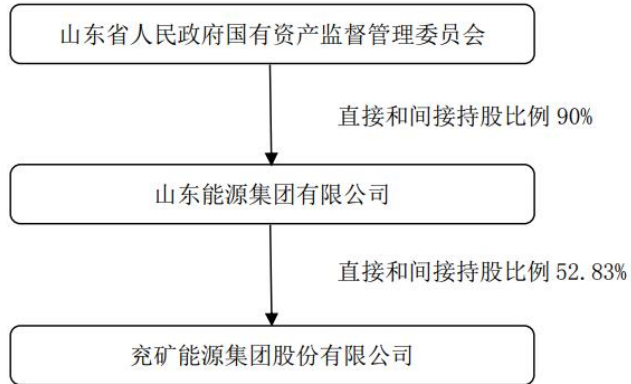 山东省人民政府国有资产监督管理委员会
直接和间接持股比例 90%
山东能源集团有限公司
直接和间接持股比例 52.83%
兖矿能源集团股份有限公司